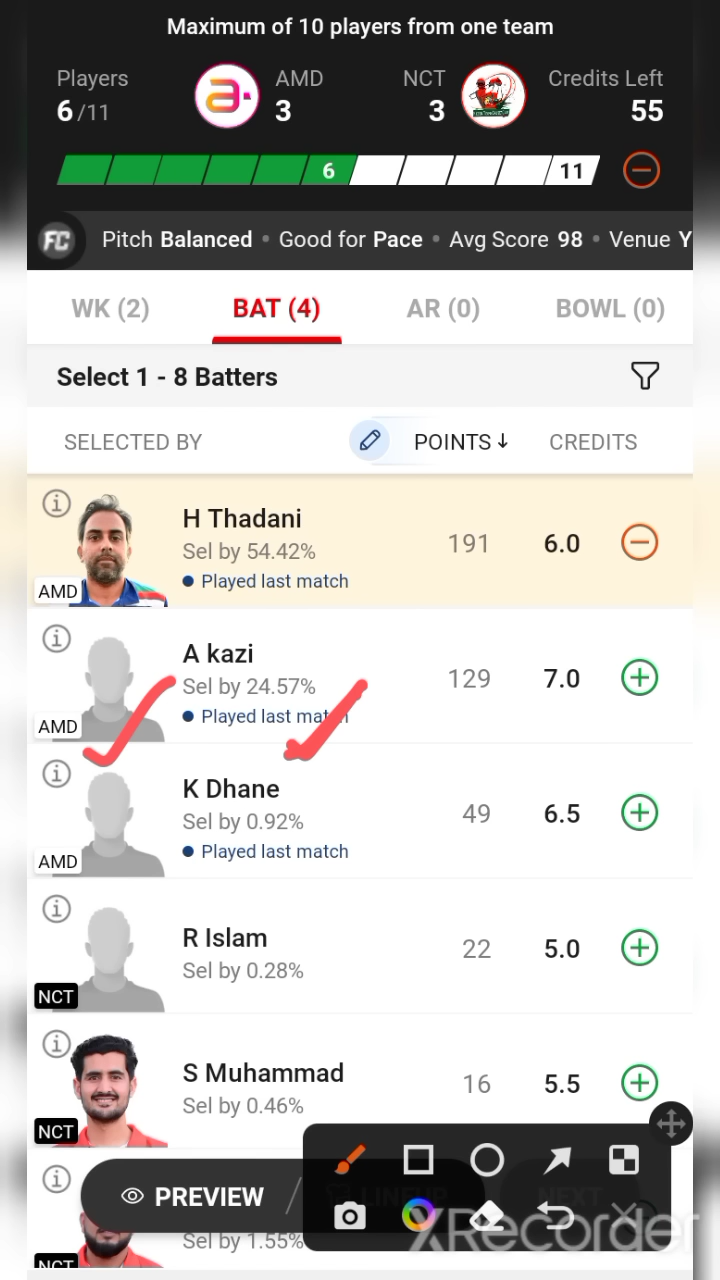 Maximum of 10 players from one team
Players AMD NCT Credits Left
6/11 3 3 55
6 11
FC Pitch Balanced • Good for Pace • Avg Score 98 • Venue Y
WK (2) BAT (4) AR (0) BOWL (0)
Select 1 - 8 Batters
SELECTED BY POINTS ↓ CREDITS
H Thadani
Sel by 54.42% 191 6.0
AMD • Played last match
A kazi
Sel by 24.57% 129 7.0
AMD • Played last match
K Dhane
Sel by 0.92% 49 6.5
AMD • Played last match
R Islam 22 5.0
Sel by 0.28%
NCT
S Muhammad 16 5.5
Sel by 0.46%
NCT
PREVIEW LINEUP NEXT
Sel by 1.55%
XRecorder
NCT